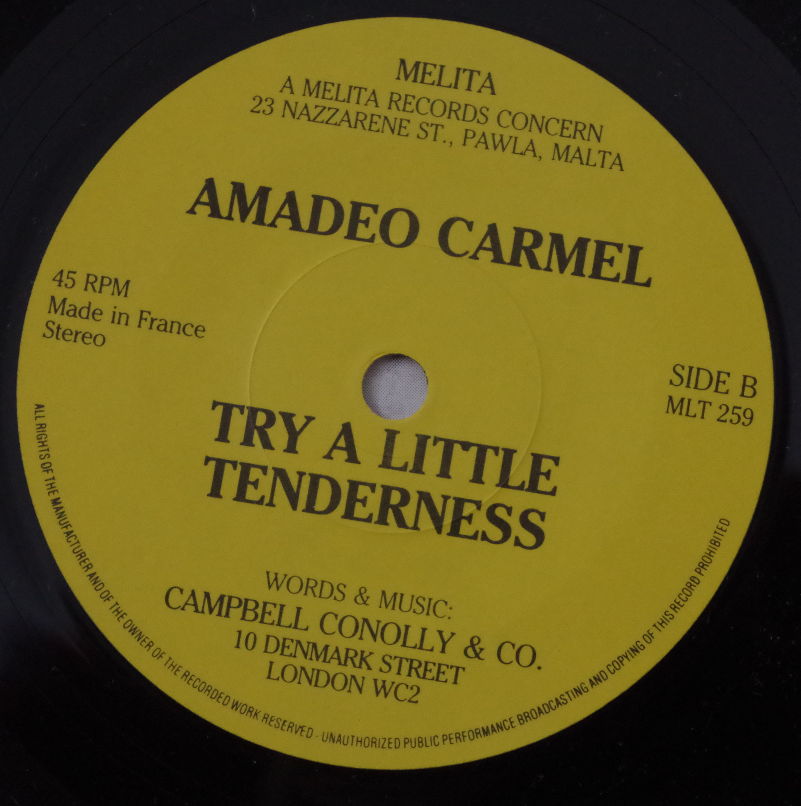 MELITA
A MELITA RECORDS CONCERN
23 NAZZARENE ST., PAWLA, MALTA
AMADEO CARMEL
45 RPM
Made in France
Stereo
SIDE B
MLT 259
TRY A LITTLE
TENDERNESS
WORDS & MUSIC:
CAMPBELL CONOLLY & CO.
10 DENMARK STREET
LONDON WC2
ALL RIGHTS OF THE MANUFACTURER AND OF THE OWNER OF THE RECORDED WORK RESERVED - UNAUTHORIZED PUBLIC PERFORMANCE BROADCASTING AND COPYING OF THIS RECORD PROHIBITED